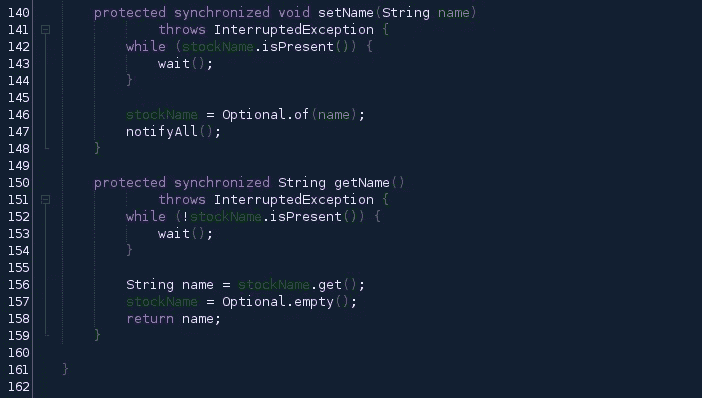 140 protected synchronized void setName(String name)
141 throws InterruptedException {
142 while (stockName.isPresent()) {
143 wait();
144 }
145
146 stockName = Optional.of(name);
147 notifyAll();
148 }
149
150 protected synchronized String getName()
151 throws InterruptedException {
152 while (!stockName.isPresent()) {
153 wait();
154 }
155
156 String name = stockName.get();
157 stockName = Optional.empty();
158 return name;
159 }
160
161 }
162